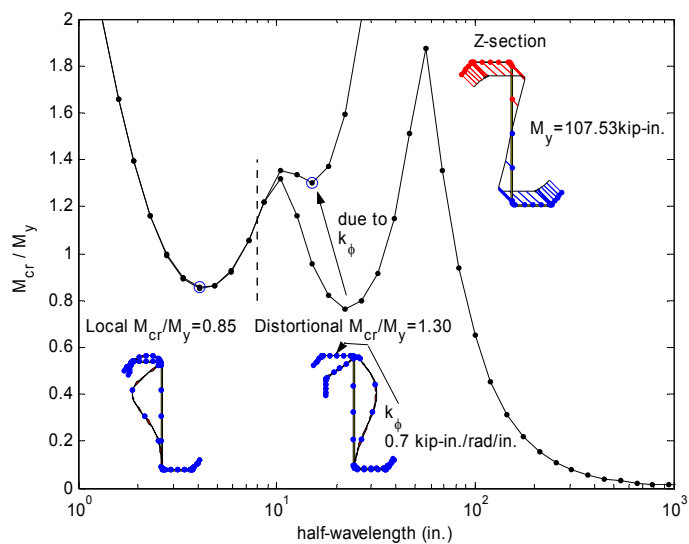 2
1.8
1.6
1.4
1.2
1
0.8
0.6
0.4
0.2
0
M_cr / M_y
Z-section
M_y=107.53kip-in.
due to
k_ϕ
Local M_cr/M_y=0.85
Distortional M_cr/M_y=1.30
k_ϕ
0.7 kip-in./rad/in.
10^0
10^1
10^2
10^3
half-wavelength (in.)